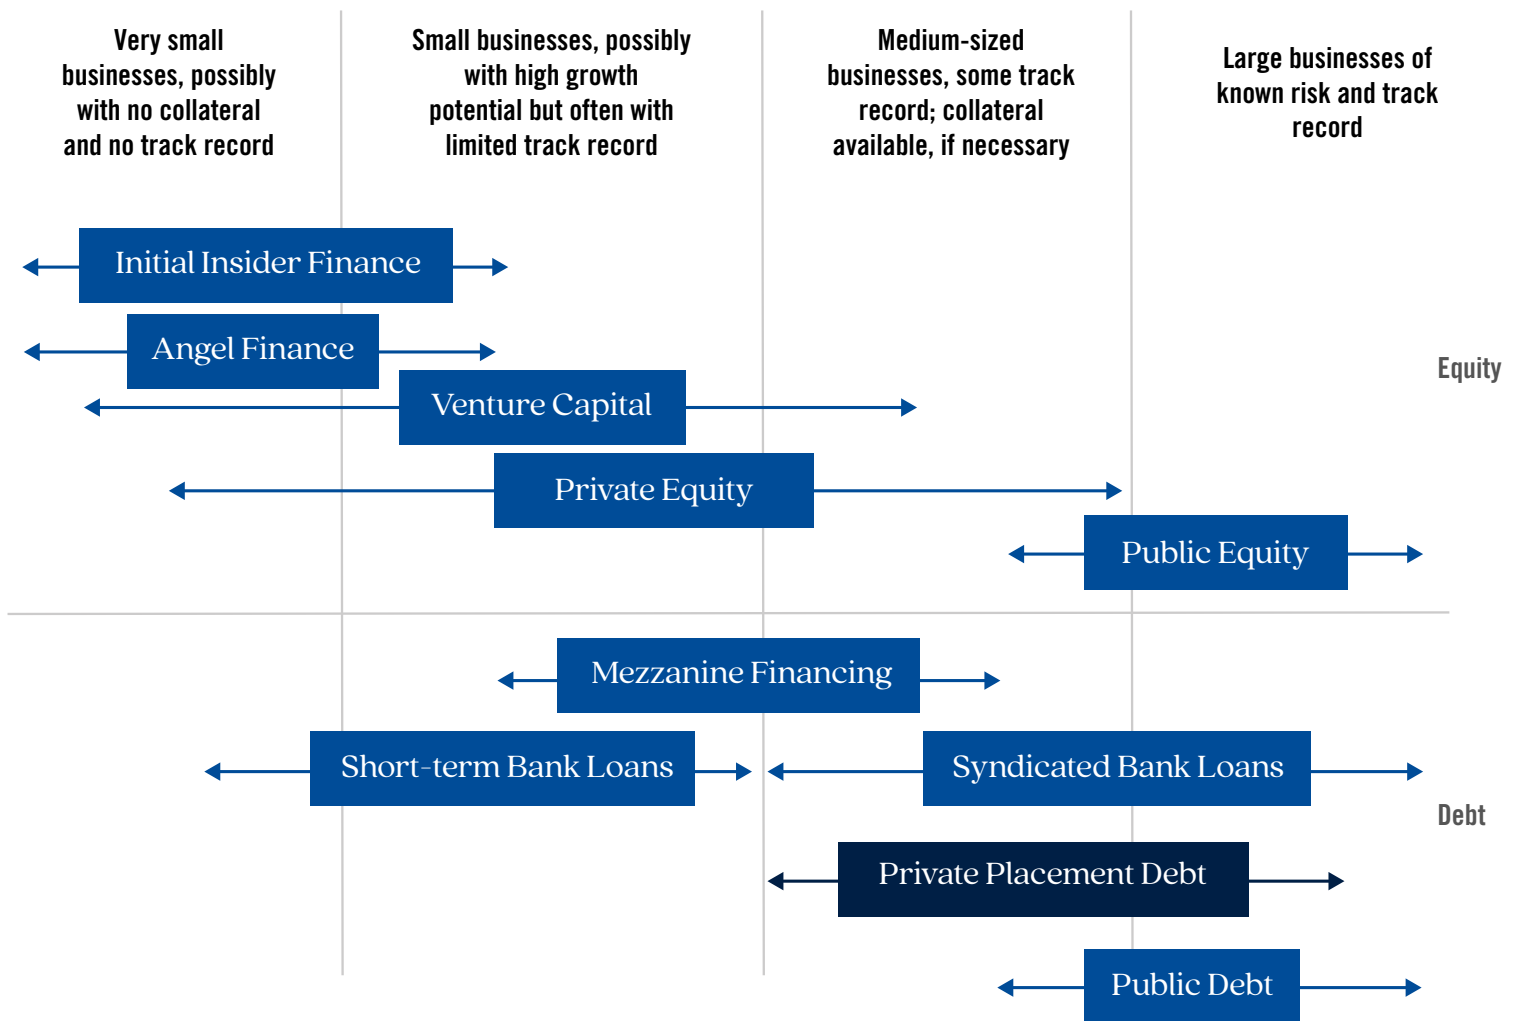 Very small
businesses, possibly
with no collateral
and no track record
Small businesses, possibly
with high growth
potential but often with
limited track record
Medium-sized
businesses, some track
record; collateral
available, if necessary
Large businesses of
known risk and track
record
Initial Insider Finance
Angel Finance
Equity
Venture Capital
Private Equity
Public Equity
Mezzanine Financing
Short-term Bank Loans
Syndicated Bank Loans
Debt
Private Placement Debt
Public Debt